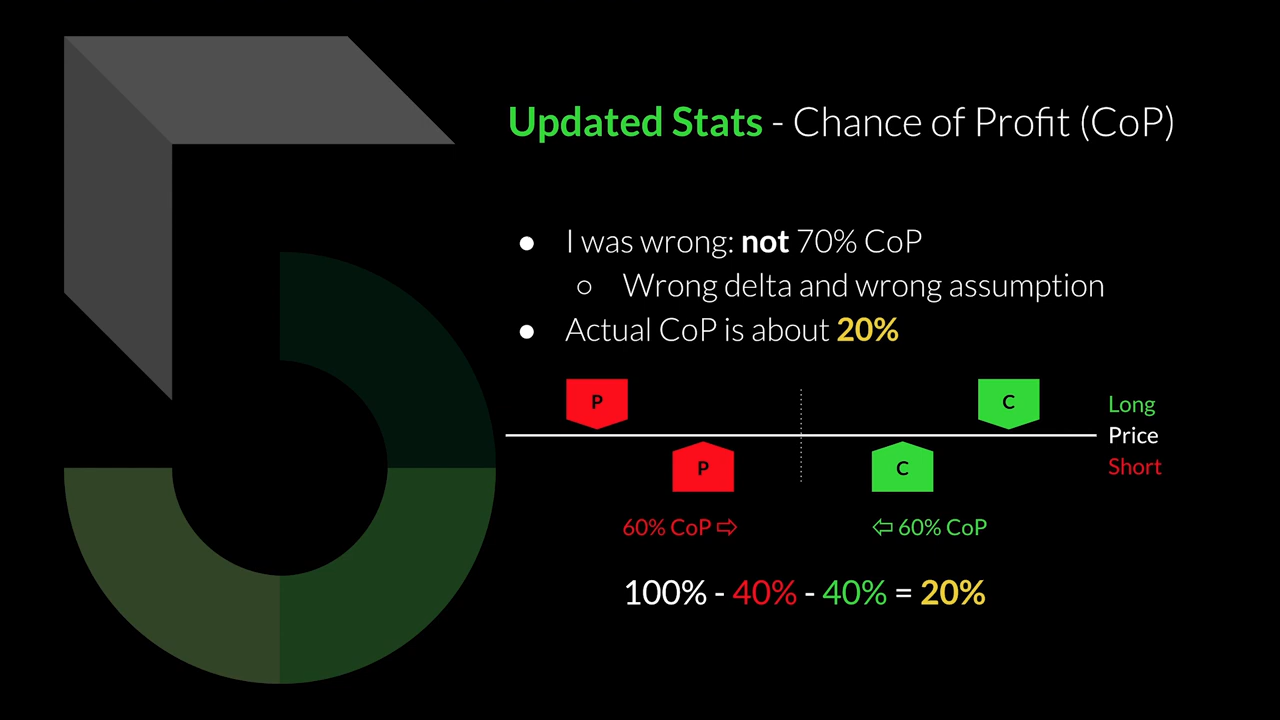 Updated Stats - Chance of Profit (CoP)
● I was wrong: not 70% CoP
○ Wrong delta and wrong assumption
● Actual CoP is about 20%
P
C
Long
Price
P
C
Short
60% CoP ⇨
⇦ 60% CoP
100% - 40% - 40% = 20%